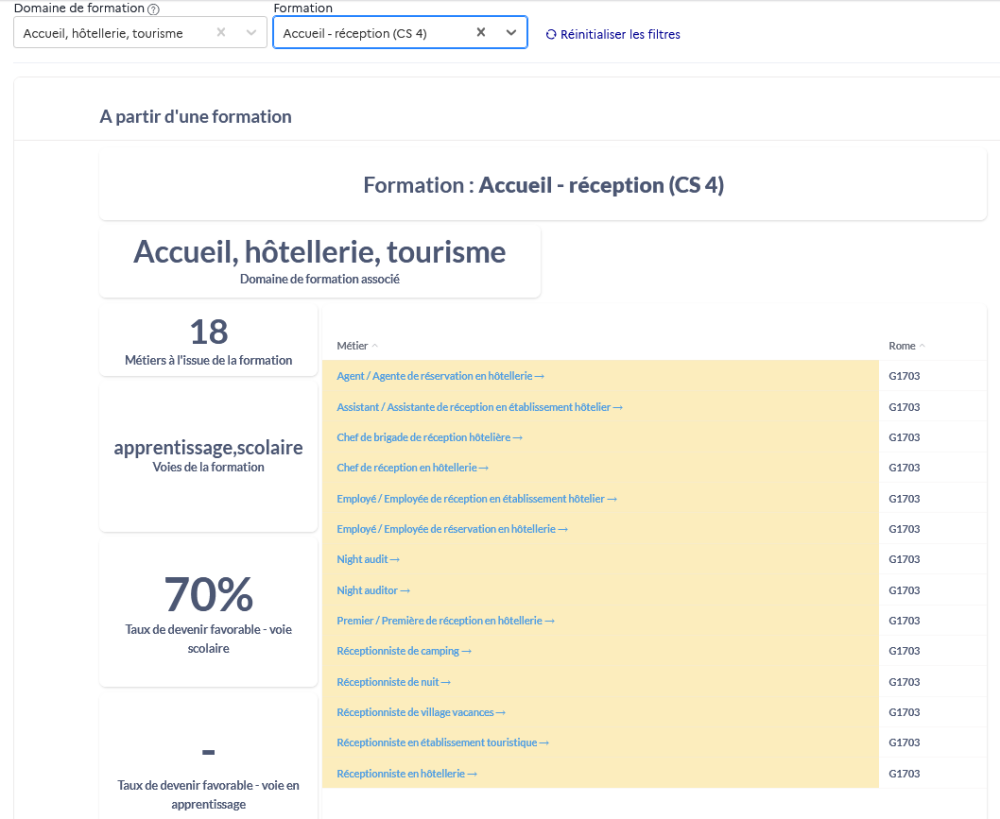 Domaine de formation ?
Formation
Accueil, hôtellerie, tourisme
Accueil - réception (CS 4)
Réinitialiser les filtres
A partir d'une formation
Formation : Accueil - réception (CS 4)
Accueil, hôtellerie, tourisme
Domaine de formation associé
18
Métiers à l'issue de la formation
apprentissage,scolaire
Voies de la formation
70%
Taux de devenir favorable - voie
scolaire
-
Taux de devenir favorable - voie en
apprentissage
Métier
Rome
Agent / Agente de réservation en hôtellerie → G1703
Assistant / Assistante de réception en établissement hôtelier → G1703
Chef de brigade de réception hôtelière → G1703
Chef de réception en hôtellerie → G1703
Employé / Employée de réception en établissement hôtelier → G1703
Employé / Employée de réservation en hôtellerie → G1703
Night audit → G1703
Night auditor → G1703
Premier / Première de réception en hôtellerie → G1703
Réceptionniste de camping → G1703
Réceptionniste de nuit → G1703
Réceptionniste de village vacances → G1703
Réceptionniste en établissement touristique → G1703
Réceptionniste en hôtellerie → G1703